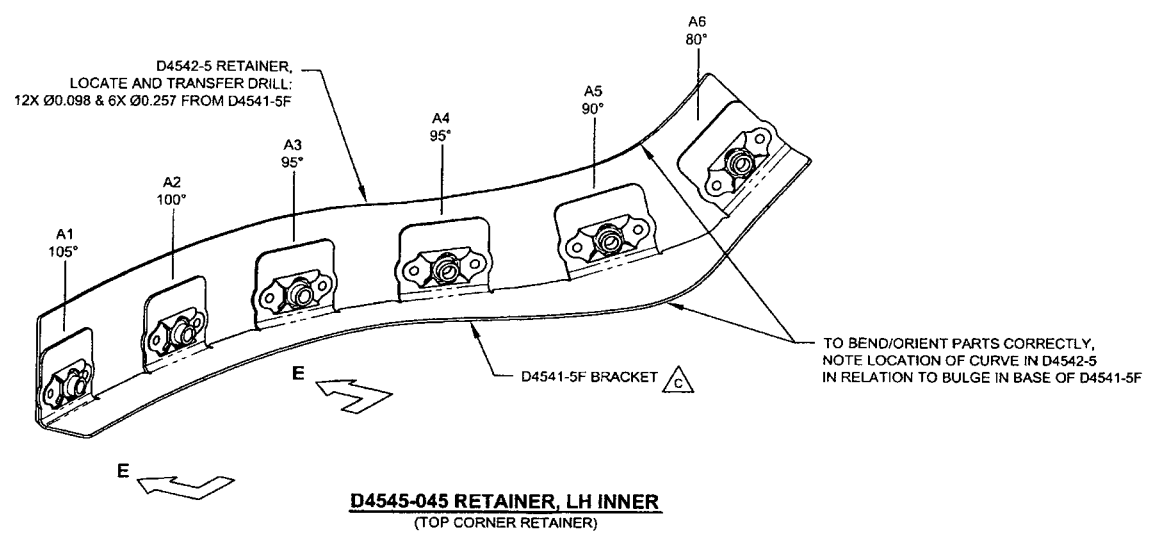 A6
80°
D4542-5 RETAINER,
LOCATE AND TRANSFER DRILL:
12X Ø0.098 & 6X Ø0.257 FROM D4541-5F
A5
90°
A4
95°
A3
95°
A2
100°
A1
105°
TO BEND/ORIENT PARTS CORRECTLY,
NOTE LOCATION OF CURVE IN D4542-5
IN RELATION TO BULGE IN BASE OF D4541-5F
E
D4541-5F BRACKET C
E
D4545-045 RETAINER, LH INNER
(TOP CORNER RETAINER)